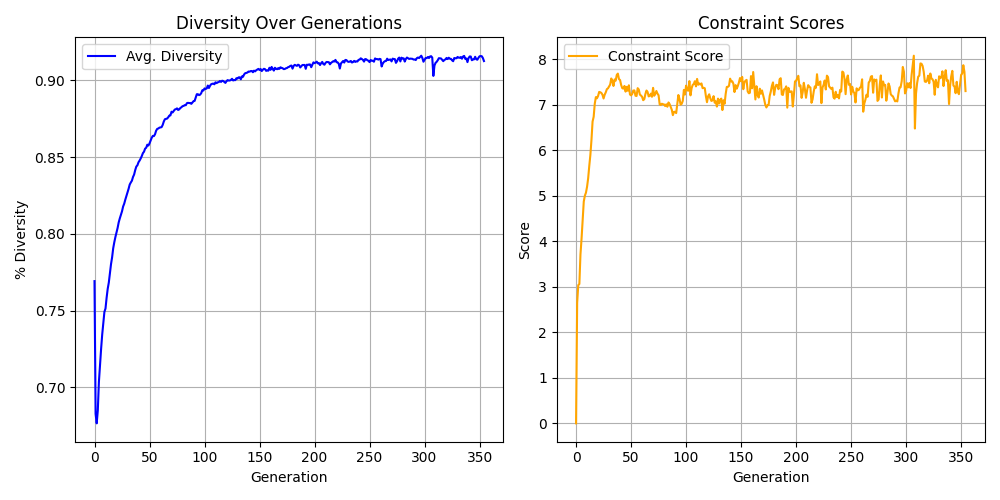 Diversity Over Generations
Avg. Diversity
% Diversity
0.90
0.85
0.80
0.75
0.70
0 50 100 150 200 250 300 350
Generation
Constraint Scores
Constraint Score
Score
8
7
6
5
4
3
2
1
0
0 50 100 150 200 250 300 350
Generation